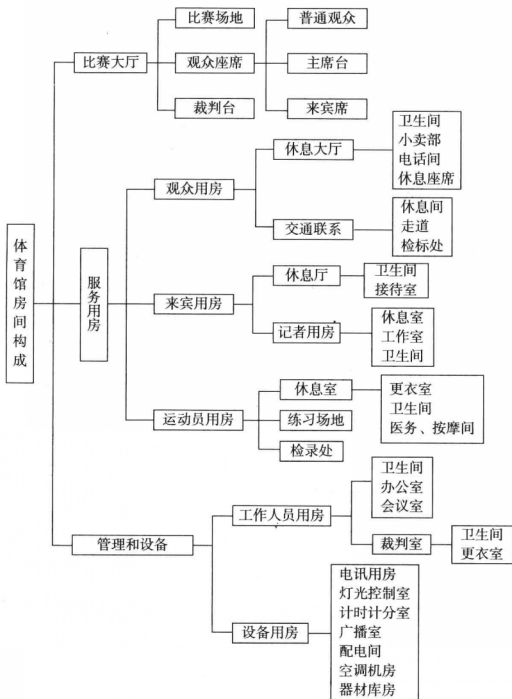 体育馆房间构成
比赛大厅
比赛场地
观众座席
普通观众
主席台
来宾席
裁判台
服务用房
观众用房
休息大厅
卫生间
小卖部
电话间
休息座席
交通联系
休息间
走道
检标处
来宾用房
休息厅
卫生间
接待室
记者用房
休息室
工作室
卫生间
运动员用房
休息室
更衣室
卫生间
医务、按摩间
练习场地
检录处
管理和设备
工作人员用房
卫生间
办公室
会议室
裁判室
卫生间
更衣室
设备用房
电讯用房
灯光控制室
计时计分室
广播室
配电间
空调机房
器材库房